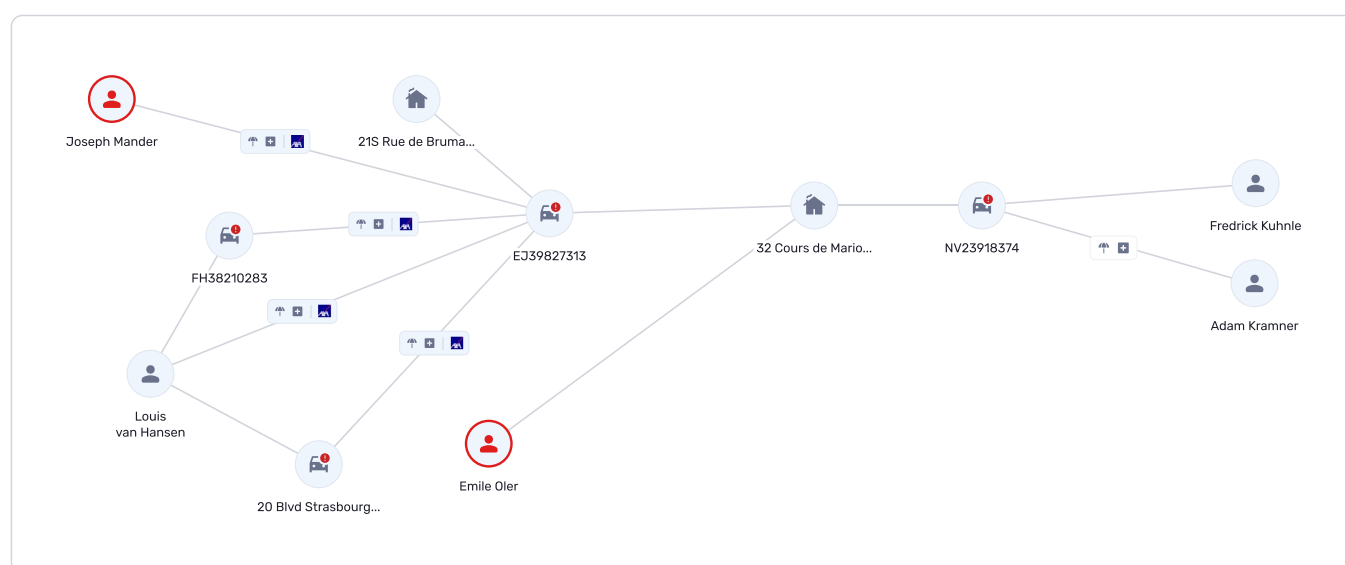 Joseph Mander
21S Rue de Bruma...
Fredrick Kuhnle
32 Cours de Mario...
NV23918374
EJ39827313
FH38210283
Adam Kramner
Louis
van Hansen
Emile Oler
20 Blvd Strasbourg...